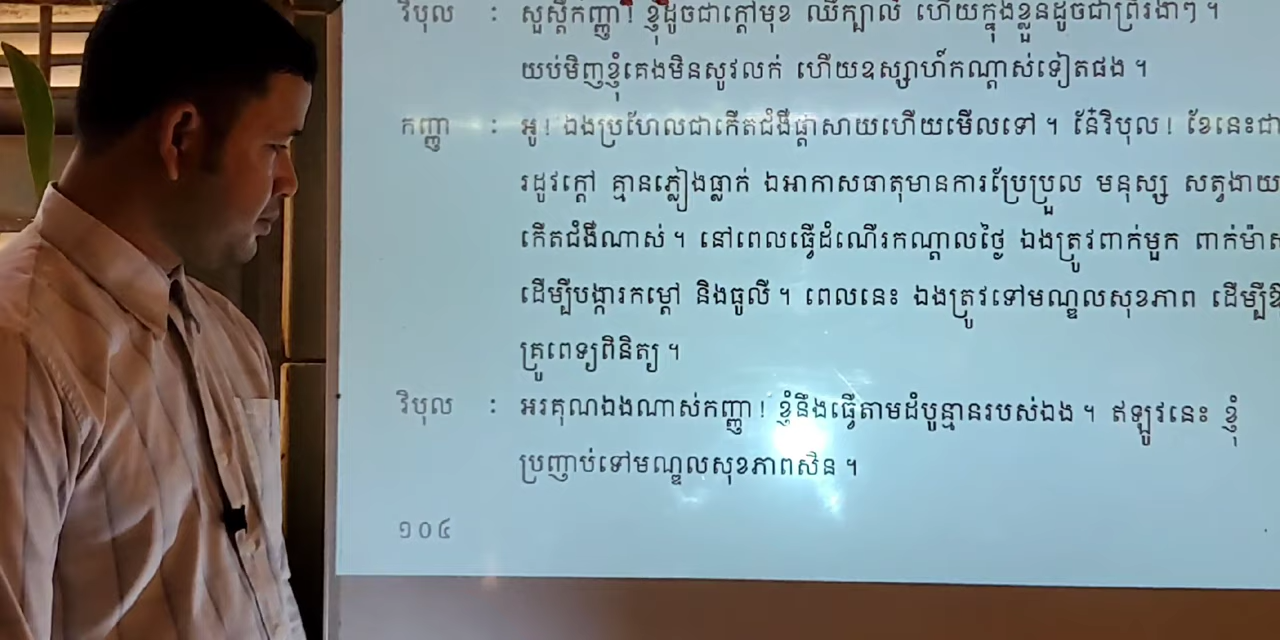 វិបុល : សួស្តីកញ្ញា! ខ្ញុំដូចជាក្តៅមុខ ឈឺក្បាល ហើយក្នុងខ្លួនដូចជាព្រឺរងាៗ ។
យប់មិញខ្ញុំគេងមិនសូវលក់ ហើយឧស្សាហ៍កណ្តាស់ទៀតផង ។
កញ្ញា : អូ! ឯងប្រហែលជាកើតជំងឺផ្តាសាយហើយមើលទៅ ។ នែ៎វិបុល! ខែនេះជា
រដូវក្តៅ គ្មានភ្លៀងធ្លាក់ ឯអាកាសធាតុមានការប្រែប្រួល មនុស្ស សត្វងាយ
កើតជំងឺណាស់ ។ នៅពេលធ្វើដំណើរកណ្តាលថ្ងៃ ឯងត្រូវពាក់មួក ពាក់ម៉ាស
ដើម្បីបង្ការកម្តៅ និងធូលី ។ ពេលនេះ ឯងត្រូវទៅមណ្ឌលសុខភាព ដើម្បីឱ
គ្រូពេទ្យពិនិត្យ ។
វិបុល : អរគុណឯងណាស់កញ្ញា! ខ្ញុំនឹងធ្វើតាមដំបូន្មានរបស់ឯង ។ ឥឡូវនេះ ខ្ញុំ
ប្រញាប់ទៅមណ្ឌលសុខភាពសិន ។
១០៤